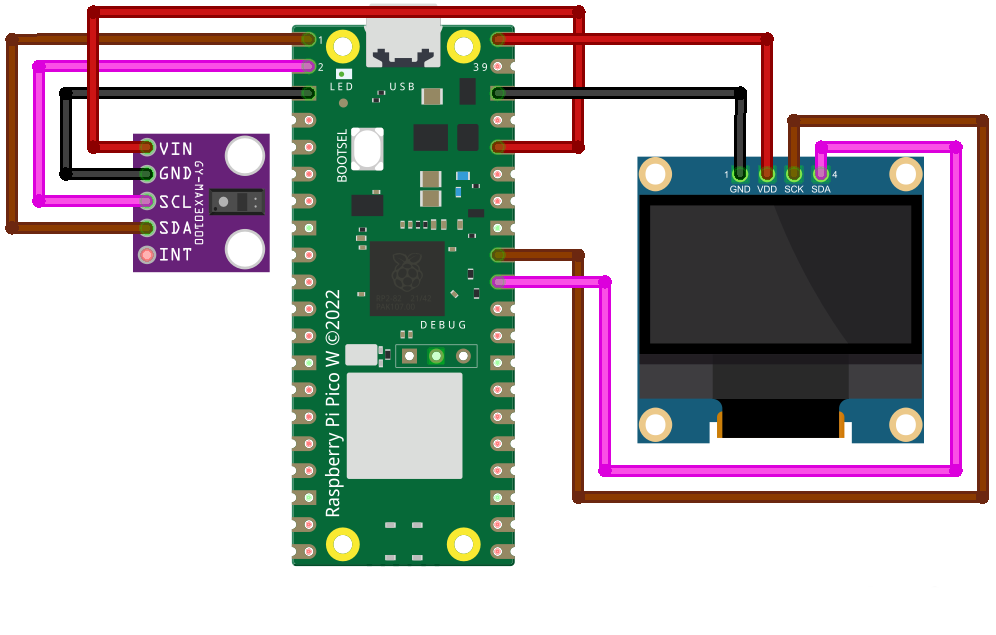 VIN
GND
SCL
SDA
INT
GY-MAX30100
1
2
39
LED
USB
BOOTSEL
DEBUG
Raspberry Pi Pico W ©2022
1
4
GND
VDD
SCK
SDA